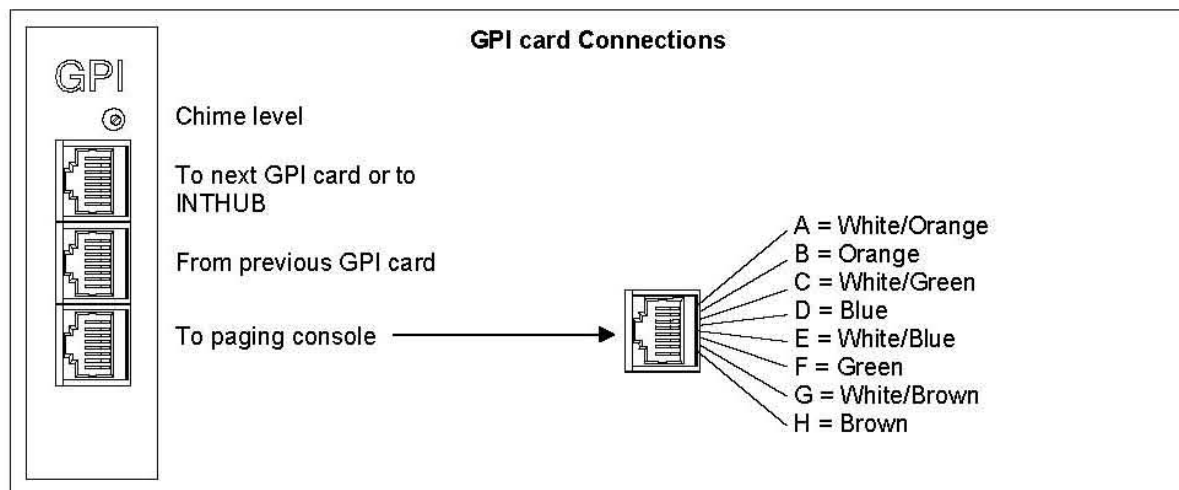 GPI card Connections
GPI
Chime level
To next GPI card or to
INTHUB
From previous GPI card
To paging console
A = White/Orange
B = Orange
C = White/Green
D = Blue
E = White/Blue
F = Green
G = White/Brown
H = Brown